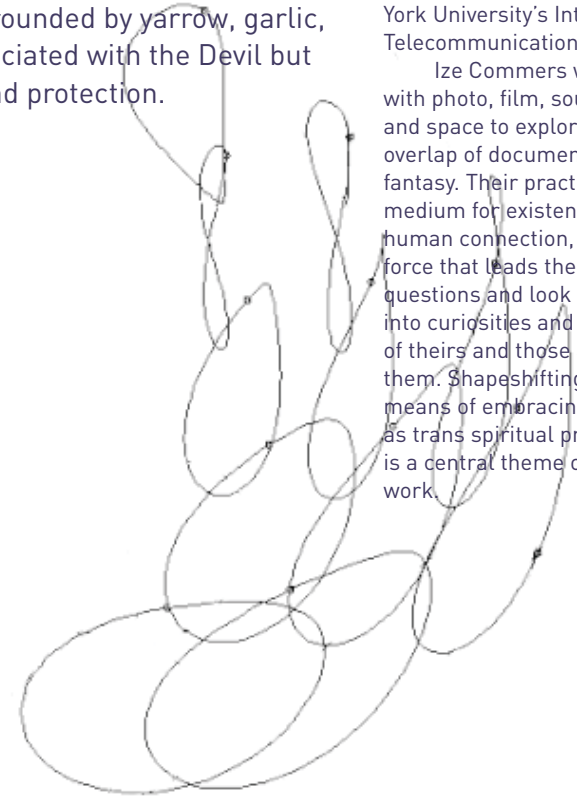 rounded by yarrow, garlic,
ciated with the Devil but
nd protection.
York University’s Int
Telecommunication
Ize Commers w
with photo, film, sou
and space to explor
overlap of documen
fantasy. Their pract
medium for existen
human connection,
force that leads the
questions and look
into curiosities and
of theirs and those
them. Shapeshifting
means of embracin
as trans spiritual pr
is a central theme o
work.